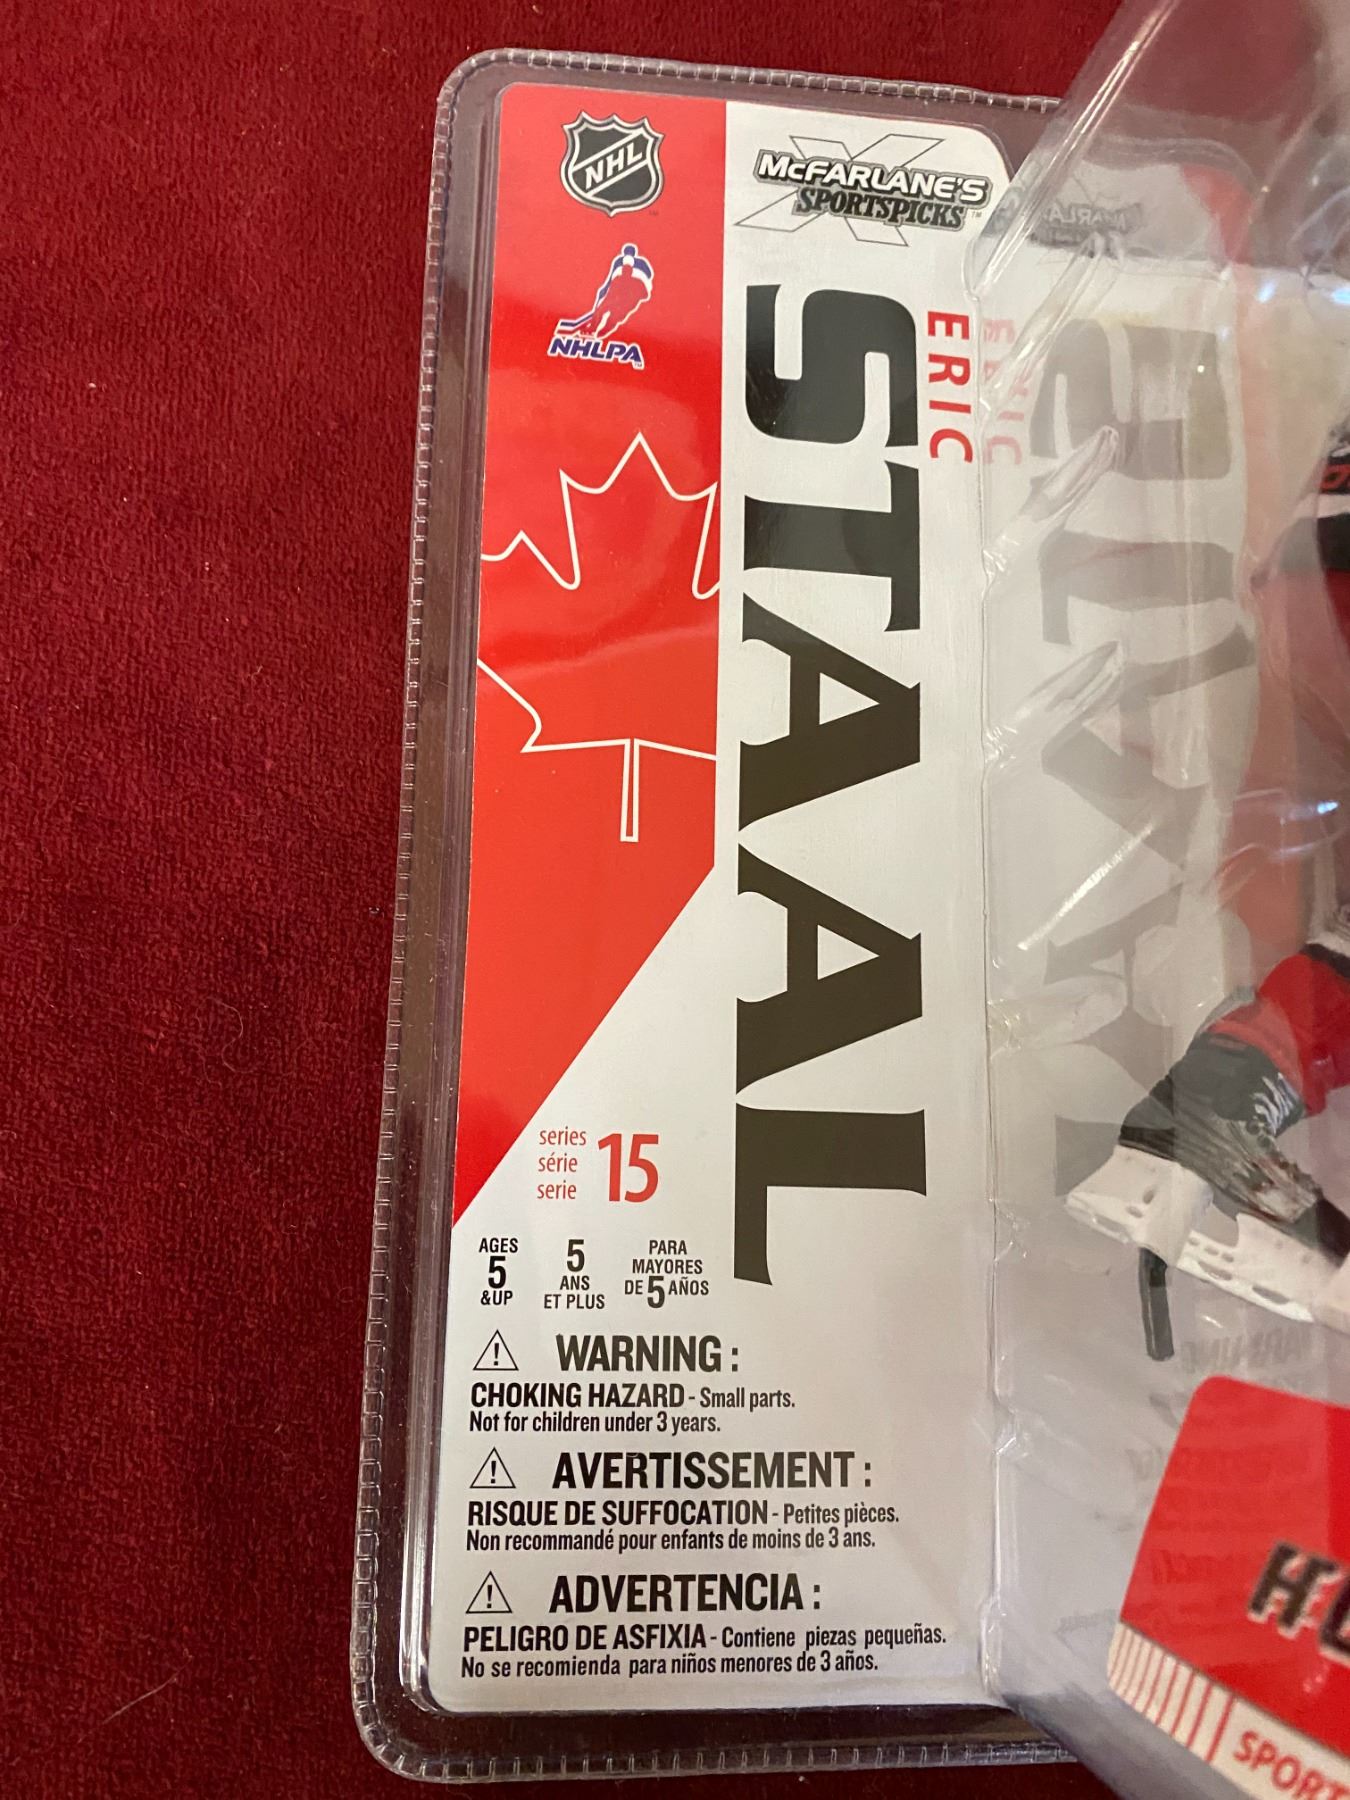 NHL
McFARLANE'S
SPORTSPICKS
NHLPA
ERIC
STAAL
series
série
serie
15
AGES
5
&UP
5
ANS
ET PLUS
PARA
MAYORES
DE 5 AÑOS
WARNING :
CHOKING HAZARD - Small parts.
Not for children under 3 years.
AVERTISSEMENT :
RISQUE DE SUFFOCATION - Petites pièces.
Non recommandé pour enfants de moins de 3 ans.
ADVERTENCIA :
PELIGRO DE ASFIXIA - Contiene piezas pequeñas.
No se recomienda para niños menores de 3 años.
SPORT